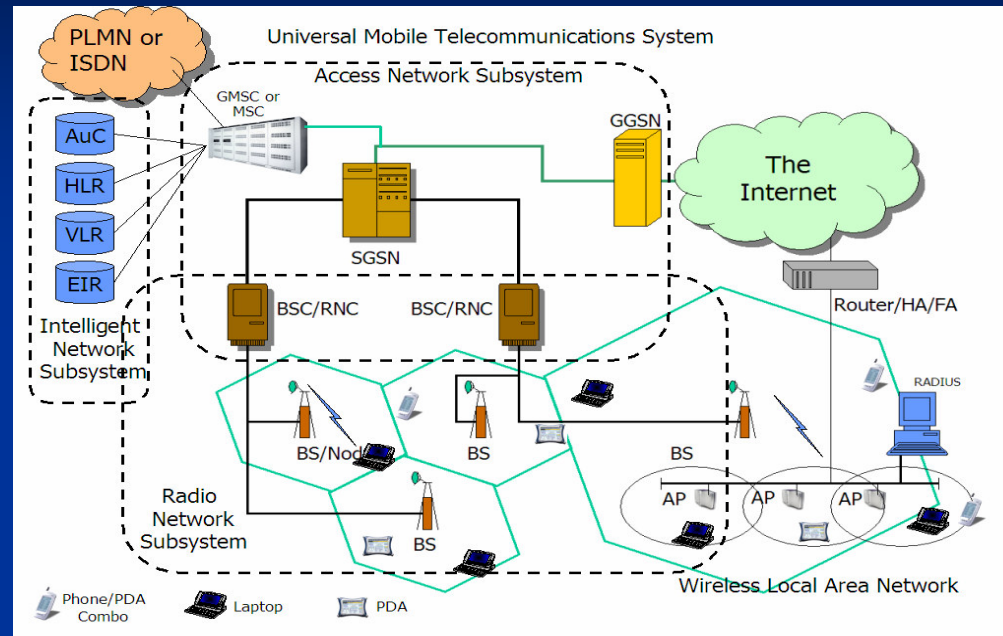 PLMN or
ISDN
Universal Mobile Telecommunications System
Access Network Subsystem
GMSC or
MSC
GGSN
AuC
HLR
VLR
EIR
The
Internet
SGSN
BSC/RNC
BSC/RNC
Router/HA/FA
Intelligent
Network
Subsystem
RADIUS
BS/Nod
BS
BS
AP
AP
AP
Radio
Network
Subsystem
BS
Wireless Local Area Network
Phone/PDA
Combo
Laptop
PDA